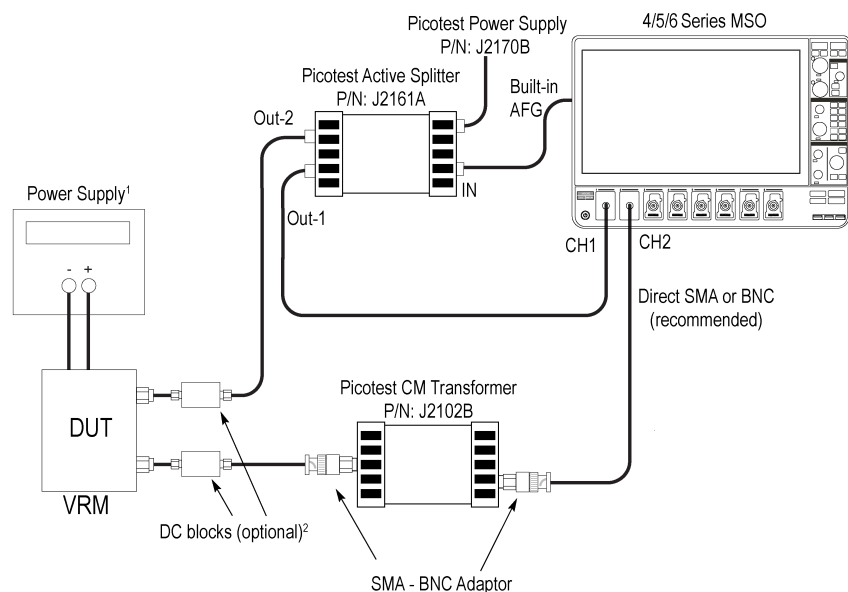 4/5/6 Series MSO
Picotest Power Supply
P/N: J2170B
Picotest Active Splitter
P/N: J2161A
Built-in
AFG
Out-2
IN
Power Supply¹
Out-1
CH1
CH2
- +
Direct SMA or BNC
(recommended)
Picotest CM Transformer
P/N: J2102B
DUT
VRM
DC blocks (optional)²
SMA - BNC Adaptor